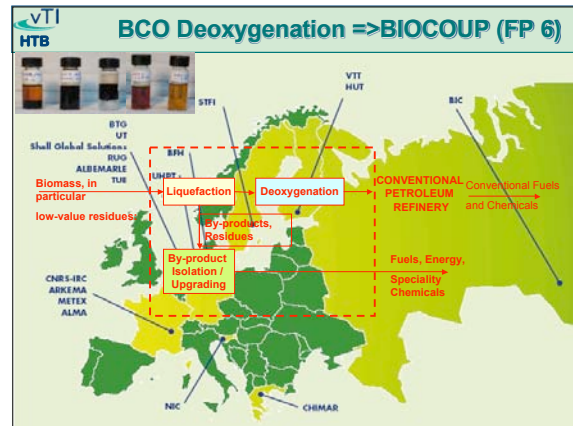 vTI
HTB
BCO Deoxygenation =>BIOCOUP (FP 6)
STFI
VTT
HUT
BIC
BTG
UT
Shell Global Solutions
RUG
ALBEMARLE
TUE
BFH
UHPT
Biomass, in
particular
low-value residues:
Liquefaction
Deoxygenation
CONVENTIONAL
PETROLEUM
REFINERY
Conventional Fuels
and Chemicals
By-products,
Residues
By-product
Isolation /
Upgrading
Fuels, Energy,
Speciality
Chemicals
CNRS-IRC
ARKEMA
METEX
ALMA
NIC
CHIMAR